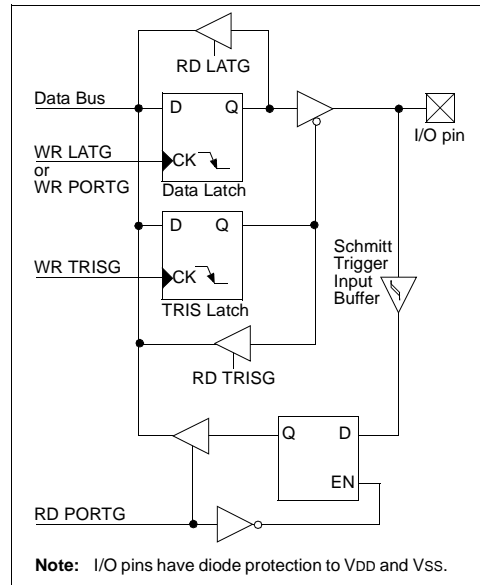 RD LATG
Data Bus
D Q
I/O pin
WR LATG
or
WR PORTG
CK
Data Latch
D Q
WR TRISG
CK
TRIS Latch
Schmitt
Trigger
Input
Buffer
RD TRISG
Q D
EN
RD PORTG
Note: I/O pins have diode protection to VDD and VSS.